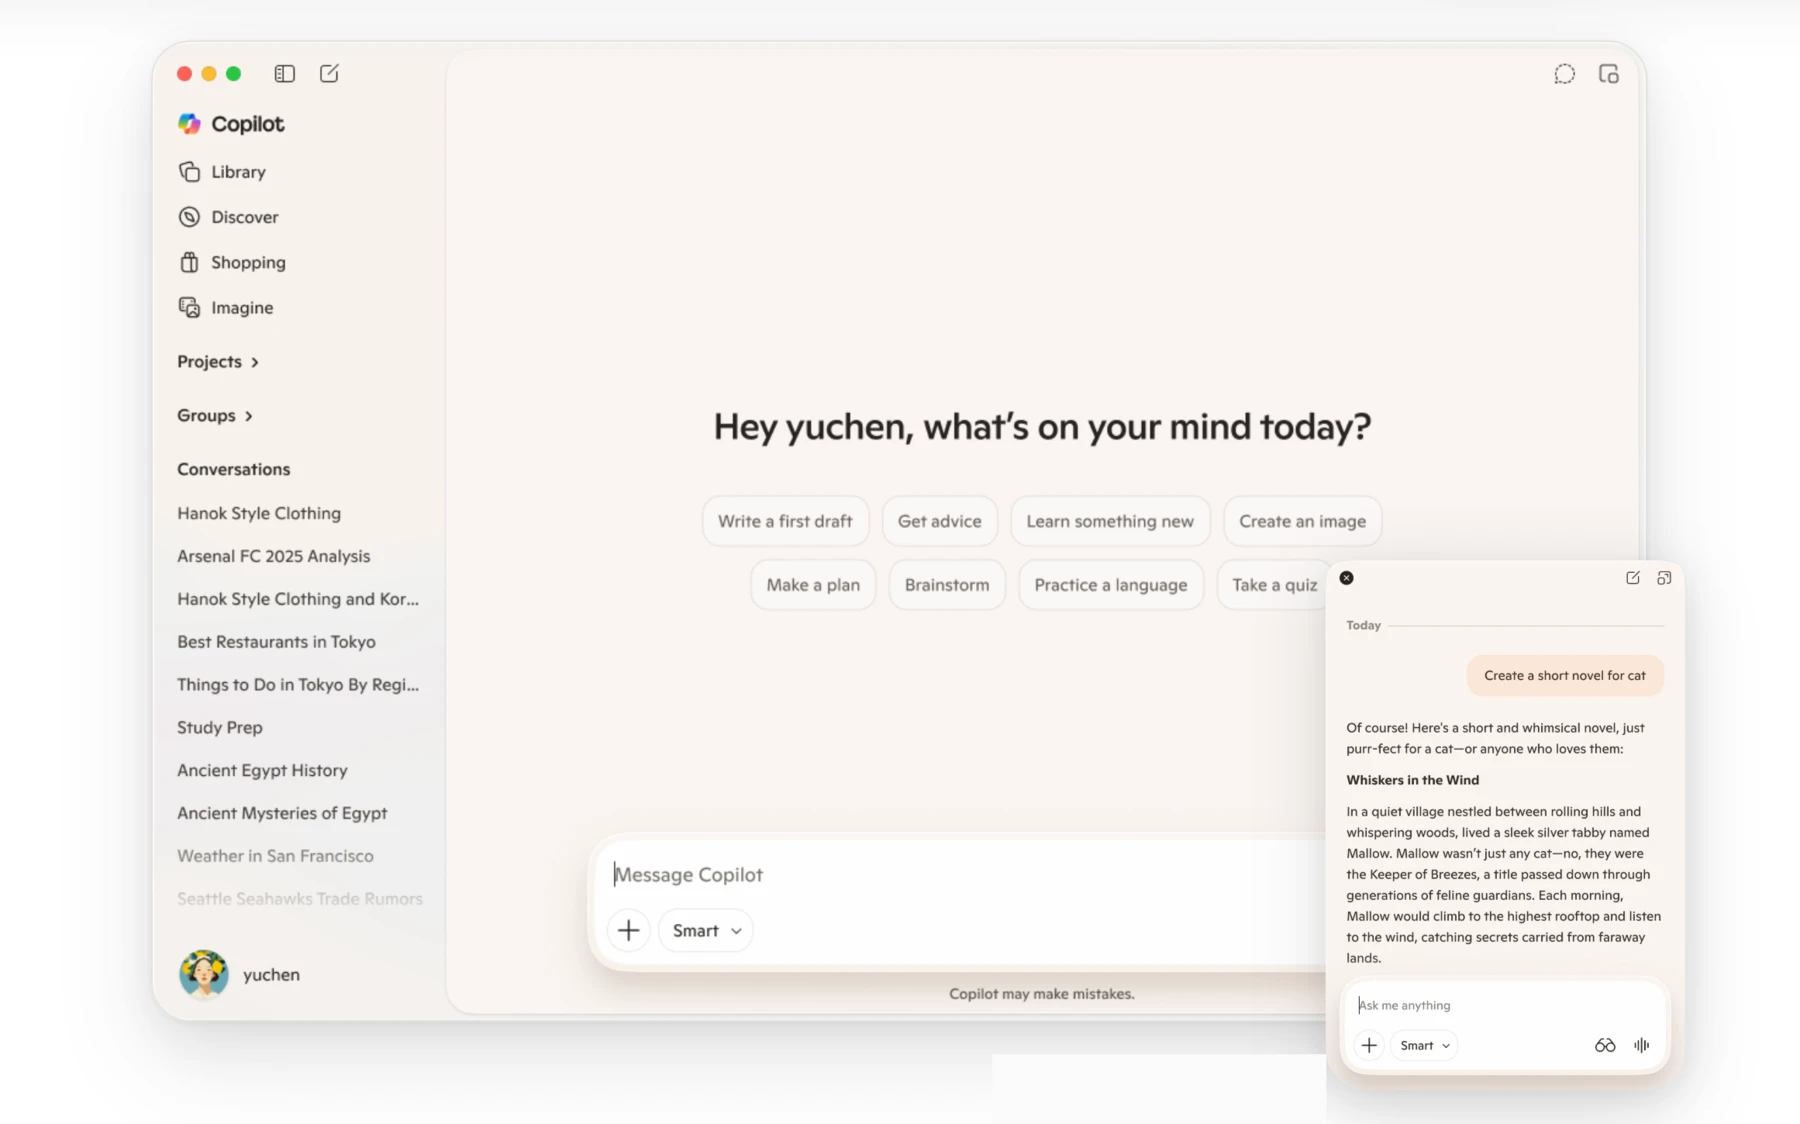 Copilot
Library
Discover
Shopping
Imagine
Projects
Groups
Conversations
Hanok Style Clothing
Arsenal FC 2025 Analysis
Hanok Style Clothing and Kor...
Best Restaurants in Tokyo
Things to Do in Tokyo By Regi...
Study Prep
Ancient Egypt History
Ancient Mysteries of Egypt
Weather in San Francisco
Seattle Seahawks Trade Rumors
yuchen
Hey yuchen, what's on your mind today?
Write a first draft
Get advice
Learn something new
Create an image
Make a plan
Brainstorm
Practice a language
Take a quiz
Message Copilot
Smart
Copilot may make mistakes.
Today
Create a short novel for cat
Of course! Here's a short and whimsical novel, just
purr-fect for a cat—or anyone who loves them:
Whiskers in the Wind
In a quiet village nestled between rolling hills and
whispering woods, lived a sleek silver tabby named
Mallow. Mallow wasn't just any cat—no, they were
the Keeper of Breezes, a title passed down through
generations of feline guardians. Each morning,
Mallow would climb to the highest rooftop and listen
to the wind, catching secrets carried from faraway
lands.
Ask me anything
Smart